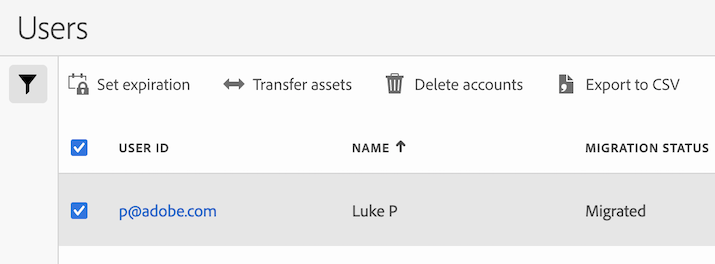 Users
Set expiration Transfer assets Delete accounts Export to CSV
USER ID NAME MIGRATION STATUS
p@adobe.com Luke P Migrated